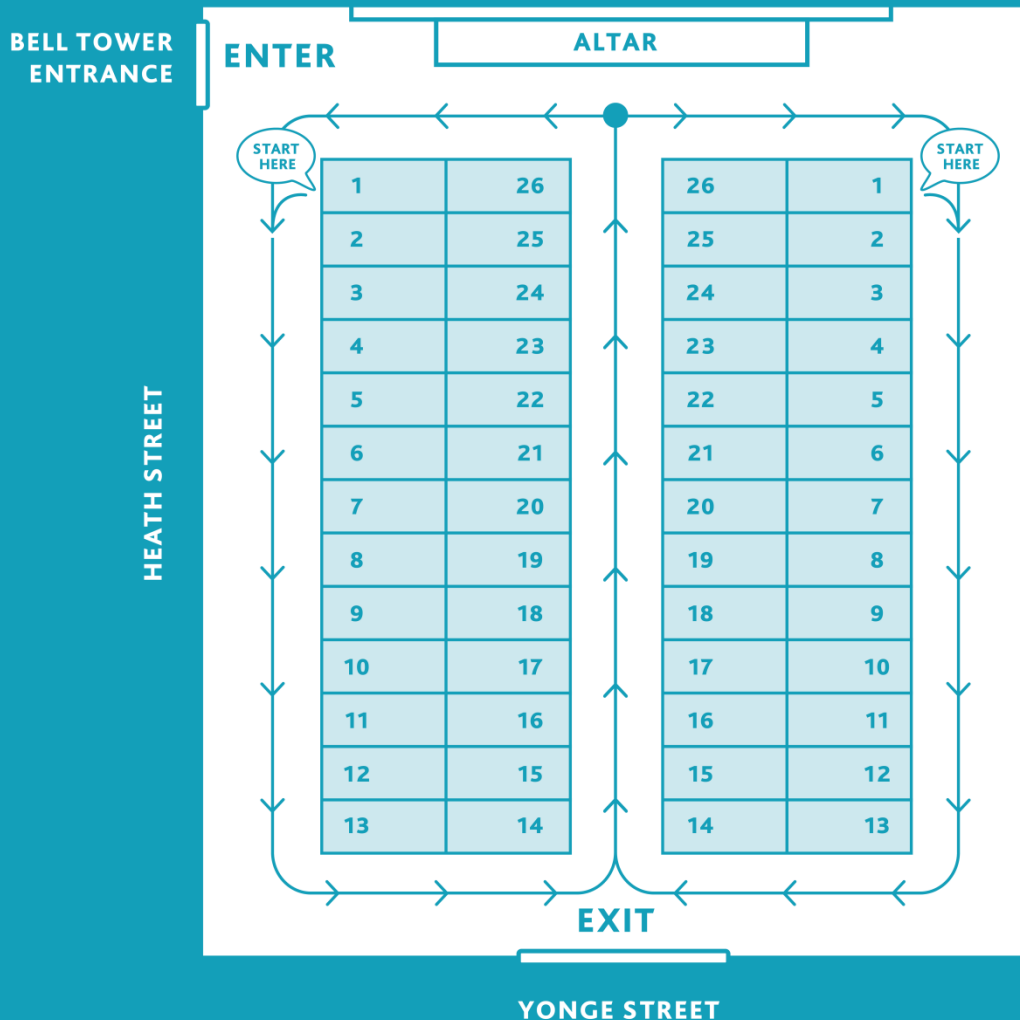 BELL TOWER
ENTRANCE
ENTER
ALTAR
START
HERE
START
HERE
1 26 26 1
2 25 25 2
3 24 24 3
4 23 23 4
5 22 22 5
6 21 21 6
7 20 20 7
8 19 19 8
9 18 18 9
10 17 17 10
11 16 16 11
12 15 15 12
13 14 14 13
HEATH STREET
EXIT
YONGE STREET